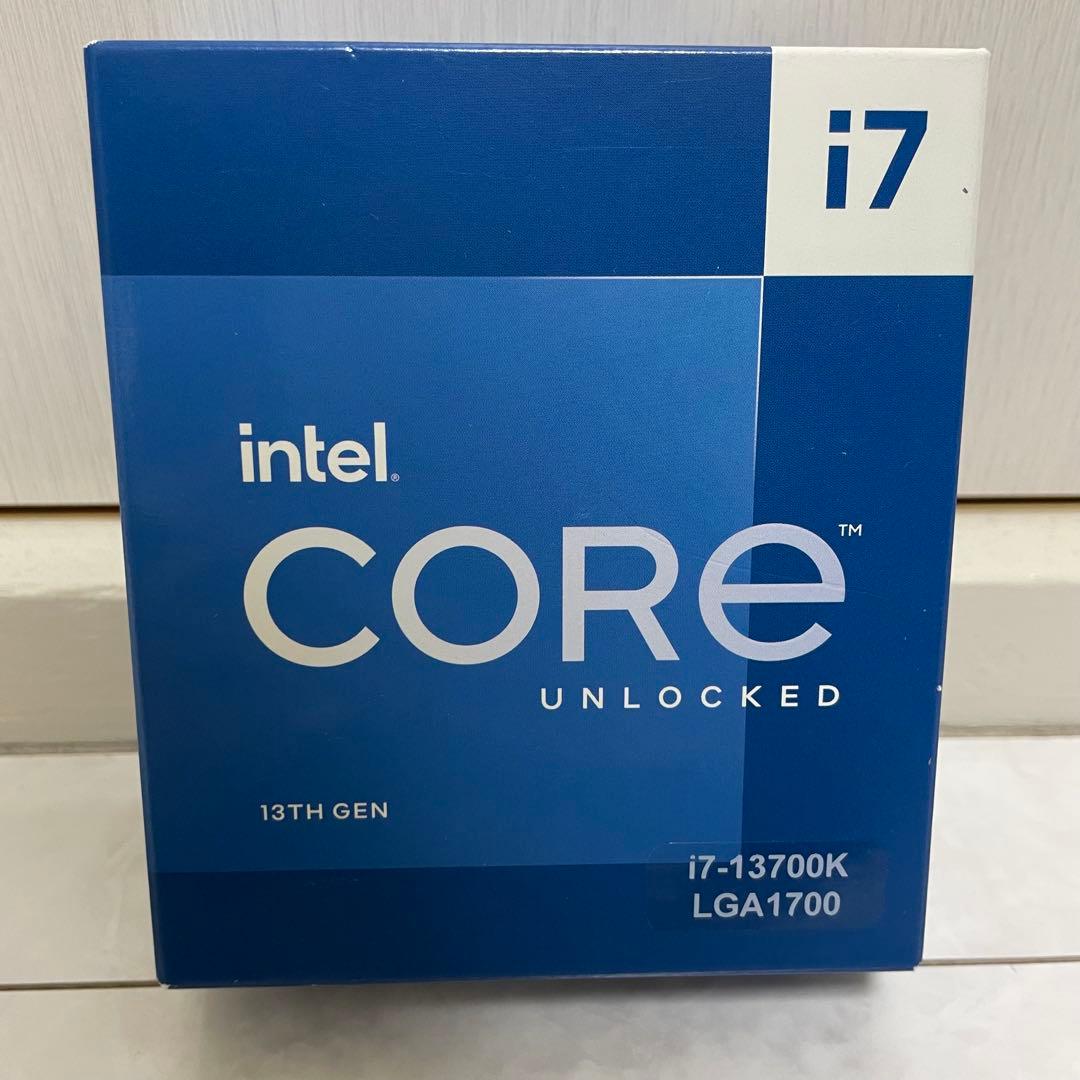 i7
intel®
CORe™
UNLOCKED
13TH GEN
i7-13700K
LGA1700